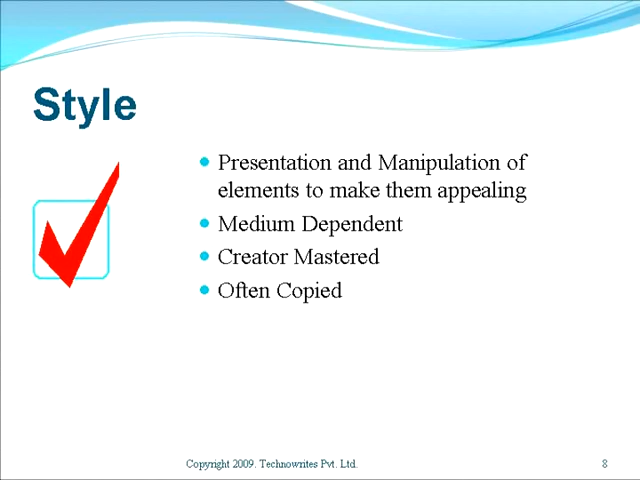 Style
Presentation and Manipulation of
elements to make them appealing
Medium Dependent
Creator Mastered
Often Copied
Copyright 2009. Technowrites Pvt. Ltd.
8